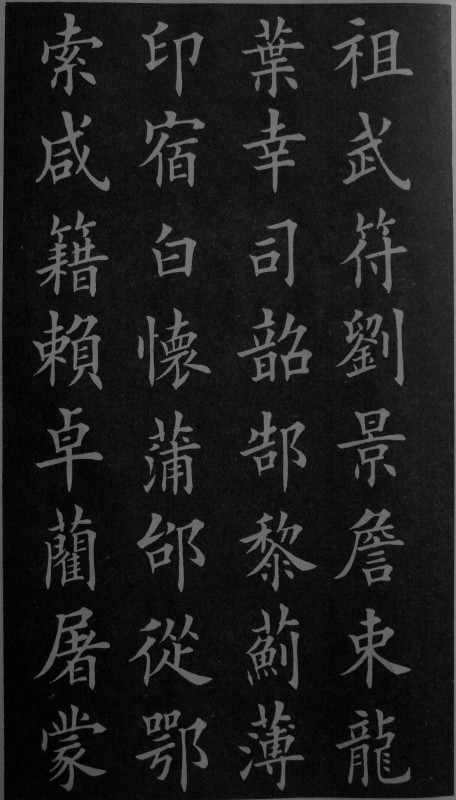 祖武符劉景詹束龍
葉幸司韶郜黎薊薄
印宿白懷蒲邰從鄂
索咸籍賴卓藺屠蒙